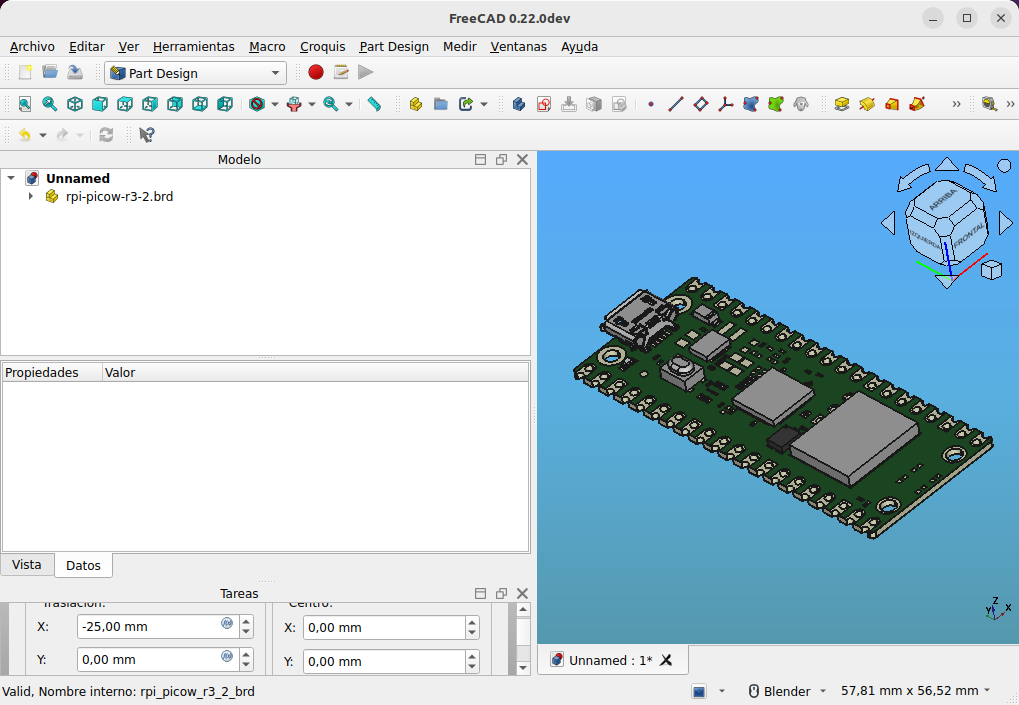 FreeCAD 0.22.0dev
Archivo Editar Ver Herramientas Macro Croquis Part Design Medir Ventanas Ayuda
Part Design
Modelo
Unnamed
rpi-picow-r3-2.brd
ARRIBA
IZQUIERDA
FRONTAL
Propiedades Valor
Vista Datos
Tareas
Traslación: Centro:
X: -25,00 mm X: 0,00 mm
Y: 0,00 mm Y: 0,00 mm
Z
Y X
Unnamed : 1*
Valid, Nombre interno: rpi_picow_r3_2_brd Blender 57,81 mm x 56,52 mm